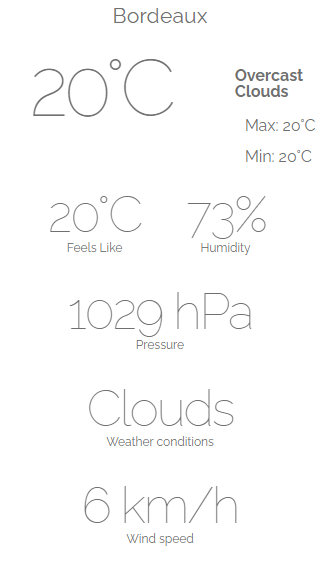 Bordeaux
20°C
Overcast
Clouds
Max: 20°C
Min: 20°C
20°C
Feels Like
73%
Humidity
1029 hPa
Pressure
Clouds
Weather conditions
6 km/h
Wind speed